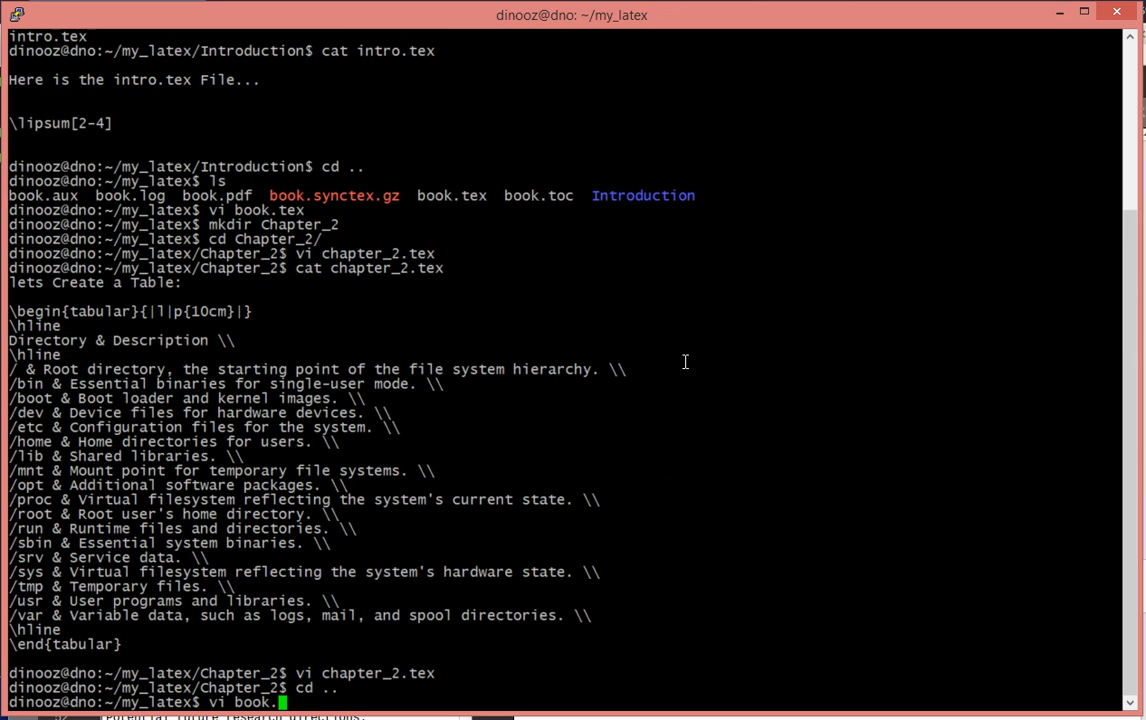 dinooz@dno: ~/my_latex
intro.tex
dinooz@dno:~/my_latex/Introduction$ cat intro.tex
Here is the intro.tex File...
\lipsum[2-4]
dinooz@dno:~/my_latex/Introduction$ cd ..
dinooz@dno:~/my_latex$ ls
book.aux  book.log  book.pdf  book.synctex.gz  book.tex  book.toc  Introduction
dinooz@dno:~/my_latex$ vi book.tex
dinooz@dno:~/my_latex$ mkdir Chapter_2
dinooz@dno:~/my_latex$ cd Chapter_2/
dinooz@dno:~/my_latex/Chapter_2$ vi chapter_2.tex
dinooz@dno:~/my_latex/Chapter_2$ cat chapter_2.tex
lets Create a Table:
\begin{tabular}{|l|p{10cm}|}
\hline
Directory & Description \\
\hline
/ & Root directory, the starting point of the file system hierarchy. \\
/bin & Essential binaries for single-user mode. \\
/boot & Boot loader and kernel images. \\
/dev & Device files for hardware devices. \\
/etc & Configuration files for the system. \\
/home & Home directories for users. \\
/lib & Shared libraries. \\
/mnt & Mount point for temporary file systems. \\
/opt & Additional software packages. \\
/proc & Virtual filesystem reflecting the system's current state. \\
/root & Root user's home directory. \\
/run & Runtime files and directories. \\
/sbin & Essential system binaries. \\
/srv & Service data. \\
/sys & Virtual filesystem reflecting the system's hardware state. \\
/tmp & Temporary files. \\
/usr & User programs and libraries. \\
/var & Variable data, such as logs, mail, and spool directories. \\
\hline
\end{tabular}
dinooz@dno:~/my_latex/Chapter_2$ vi chapter_2.tex
dinooz@dno:~/my_latex/Chapter_2$ cd ..
dinooz@dno:~/my_latex$ vi book.